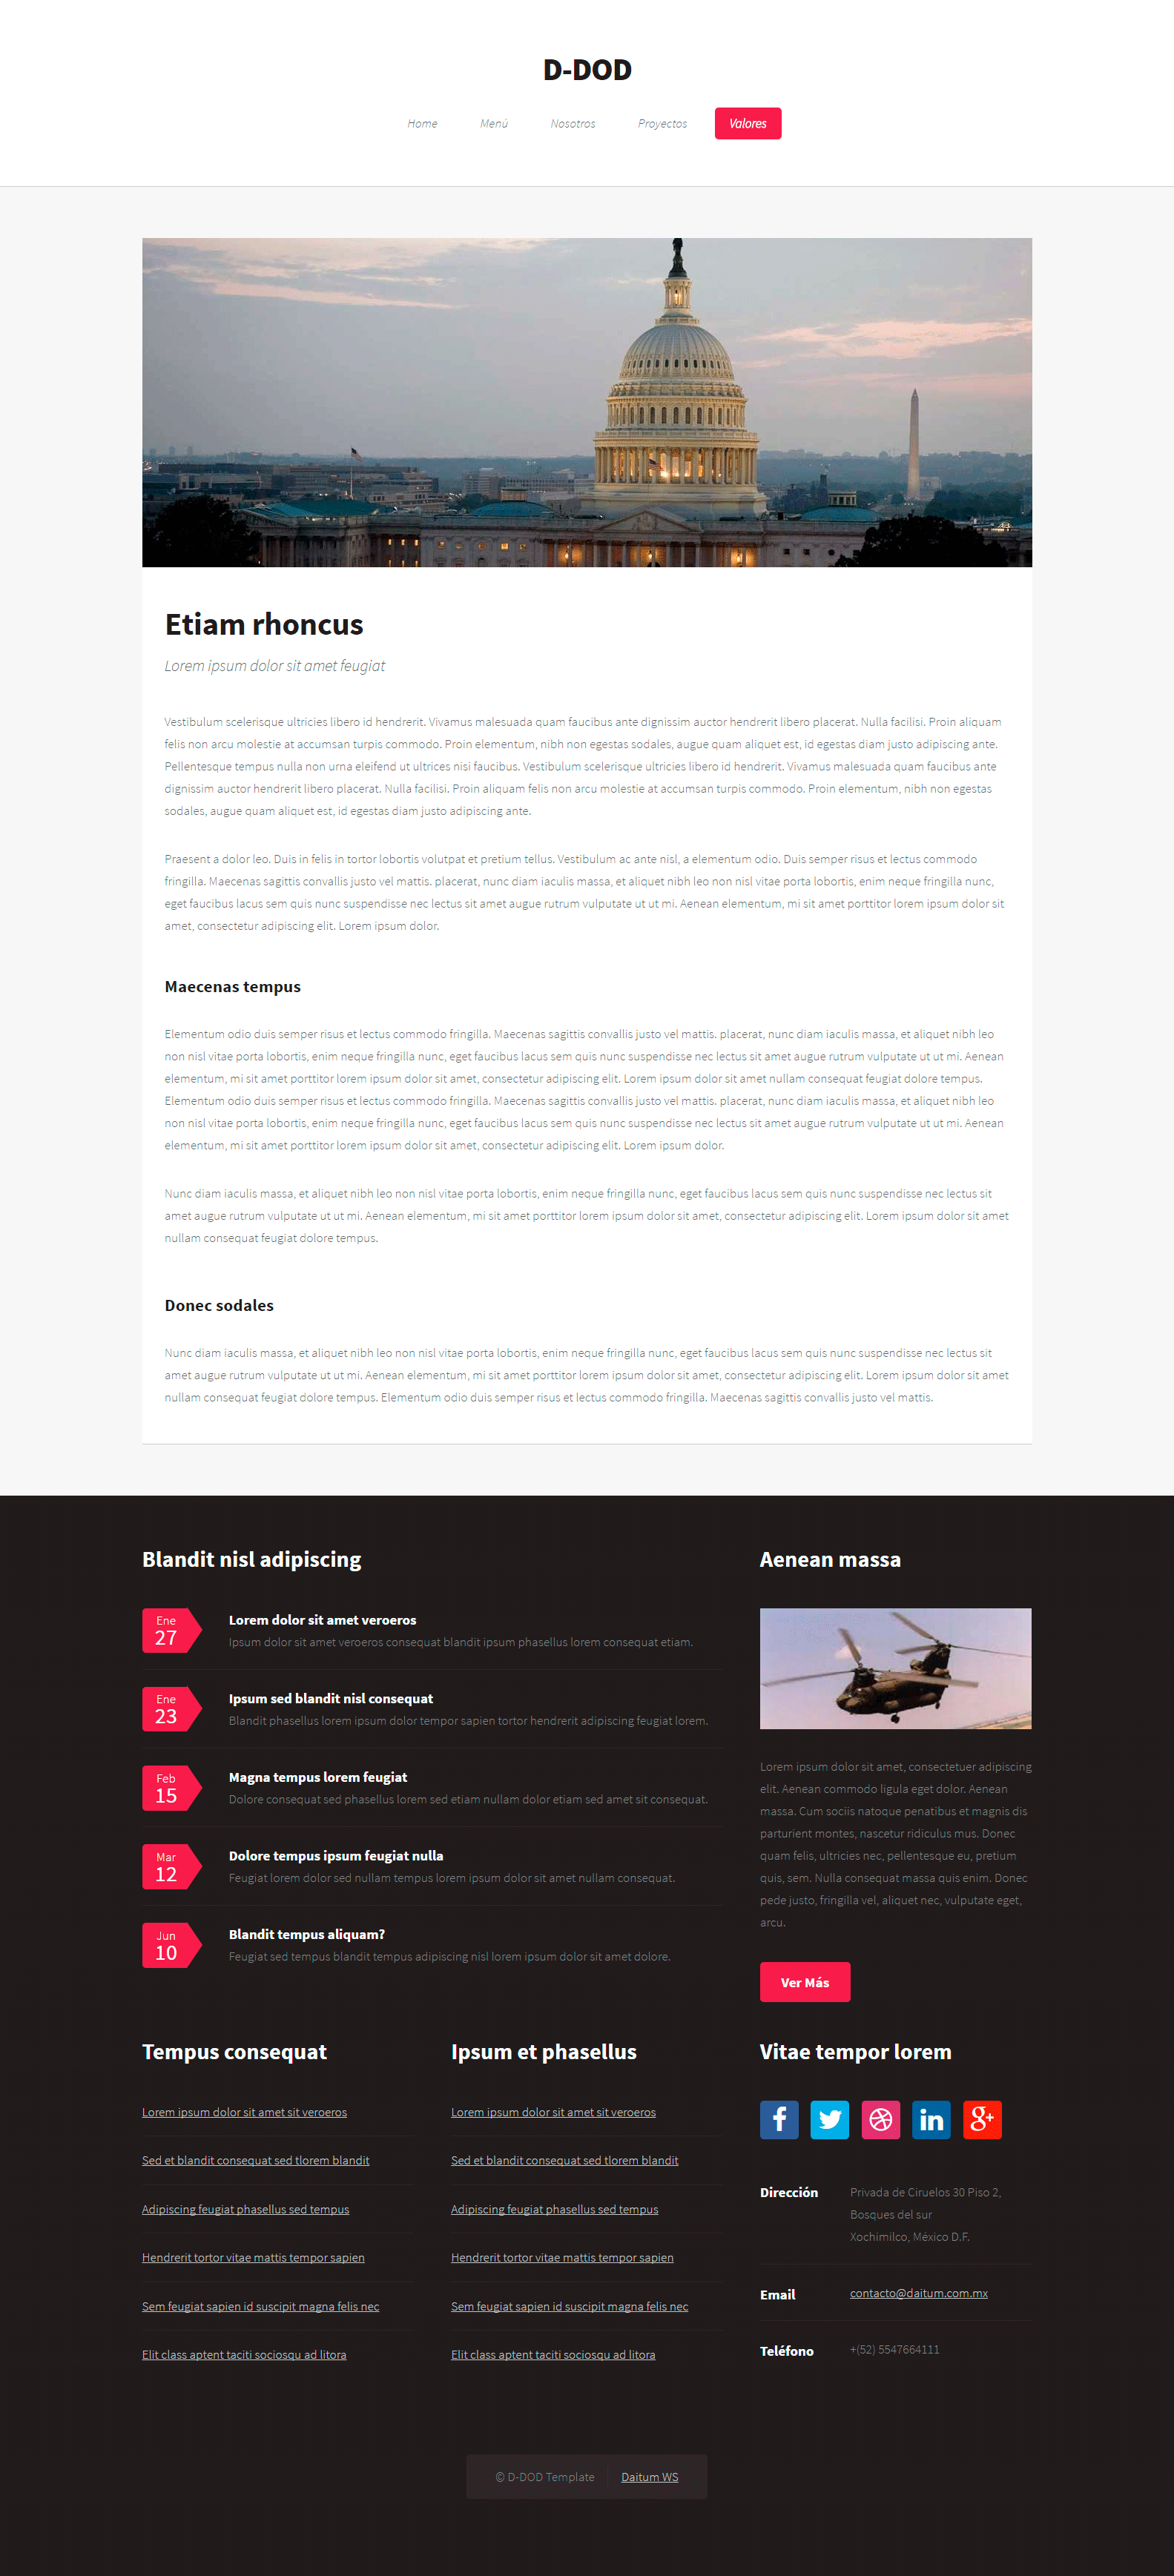 D-DOD
Home Menú Nosotros Proyectos Valores
Etiam rhoncus
Lorem ipsum dolor sit amet feugiat
Vestibulum scelerisque ultricies libero id hendrerit. Vivamus malesuada quam faucibus ante dignissim auctor hendrerit libero placerat. Nulla facilisi. Proin aliquam
felis non arcu molestie at accumsan turpis commodo. Proin elementum, nibh non egestas sodales, augue quam aliquet est, id egestas diam justo adipiscing ante.
Pellentesque tempus nulla non urna eleifend ut ultrices nisi faucibus. Vestibulum scelerisque ultricies libero id hendrerit. Vivamus malesuada quam faucibus ante
dignissim auctor hendrerit libero placerat. Nulla facilisi. Proin aliquam felis non arcu molestie at accumsan turpis commodo. Proin elementum, nibh non egestas
sodales, augue quam aliquet est, id egestas diam justo adipiscing ante.
Praesent a dolor leo. Duis in felis in tortor lobortis volutpat et pretium tellus. Vestibulum ac ante nisl, a elementum odio. Duis semper risus et lectus commodo
fringilla. Maecenas sagittis convallis justo vel mattis. placerat, nunc diam iaculis massa, et aliquet nibh leo non nisl vitae porta lobortis, enim neque fringilla nunc,
eget faucibus lacus sem quis nunc suspendisse nec lectus sit amet augue rutrum vulputate ut ut mi. Aenean elementum, mi sit amet porttitor lorem ipsum dolor sit
amet, consectetur adipiscing elit. Lorem ipsum dolor.
Maecenas tempus
Elementum odio duis semper risus et lectus commodo fringilla. Maecenas sagittis convallis justo vel mattis. placerat, nunc diam iaculis massa, et aliquet nibh leo
non nisl vitae porta lobortis, enim neque fringilla nunc, eget faucibus lacus sem quis nunc suspendisse nec lectus sit amet augue rutrum vulputate ut ut mi. Aenean
elementum, mi sit amet porttitor lorem ipsum dolor sit amet, consectetur adipiscing elit. Lorem ipsum dolor sit amet nullam consequat feugiat dolore tempus.
Elementum odio duis semper risus et lectus commodo fringilla. Maecenas sagittis convallis justo vel mattis. placerat, nunc diam iaculis massa, et aliquet nibh leo
non nisl vitae porta lobortis, enim neque fringilla nunc, eget faucibus lacus sem quis nunc suspendisse nec lectus sit amet augue rutrum vulputate ut ut mi. Aenean
elementum, mi sit amet porttitor lorem ipsum dolor sit amet, consectetur adipiscing elit. Lorem ipsum dolor.
Nunc diam iaculis massa, et aliquet nibh leo non nisl vitae porta lobortis, enim neque fringilla nunc, eget faucibus lacus sem quis nunc suspendisse nec lectus sit
amet augue rutrum vulputate ut ut mi. Aenean elementum, mi sit amet porttitor lorem ipsum dolor sit amet, consectetur adipiscing elit. Lorem ipsum dolor sit amet
nullam consequat feugiat dolore tempus.
Donec sodales
Nunc diam iaculis massa, et aliquet nibh leo non nisl vitae porta lobortis, enim neque fringilla nunc, eget faucibus lacus sem quis nunc suspendisse nec lectus sit
amet augue rutrum vulputate ut ut mi. Aenean elementum, mi sit amet porttitor lorem ipsum dolor sit amet, consectetur adipiscing elit. Lorem ipsum dolor sit amet
nullam consequat feugiat dolore tempus. Elementum odio duis semper risus et lectus commodo fringilla. Maecenas sagittis convallis justo vel mattis.
Blandit nisl adipiscing
Ene
27
Lorem dolor sit amet veroeros
Ipsum dolor sit amet veroeros consequat blandit ipsum phasellus lorem consequat etiam.
Ene
23
Ipsum sed blandit nisl consequat
Blandit phasellus lorem ipsum dolor tempor sapien tortor hendrerit adipiscing feugiat lorem.
Feb
15
Magna tempus lorem feugiat
Dolore consequat sed phasellus lorem sed etiam nullam dolor etiam sed amet sit consequat.
Mar
12
Dolore tempus ipsum feugiat nulla
Feugiat lorem dolor sed nullam tempus lorem ipsum dolor sit amet nullam consequat.
Jun
10
Blandit tempus aliquam?
Feugiat sed tempus blandit tempus adipiscing nisl lorem ipsum dolor sit amet dolore.
Aenean massa
Lorem ipsum dolor sit amet, consectetuer adipiscing
elit. Aenean commodo ligula eget dolor. Aenean
massa. Cum sociis natoque penatibus et magnis dis
parturient montes, nascetur ridiculus mus. Donec
quam felis, ultricies nec, pellentesque eu, pretium
quis, sem. Nulla consequat massa quis enim. Donec
pede justo, fringilla vel, aliquet nec, vulputate eget,
arcu.
Ver Más
Tempus consequat
Lorem ipsum dolor sit amet sit veroeros
Sed et blandit consequat sed tlorem blandit
Adipiscing feugiat phasellus sed tempus
Hendrerit tortor vitae mattis tempor sapien
Sem feugiat sapien id suscipit magna felis nec
Elit class aptent taciti sociosqu ad litora
Ipsum et phasellus
Lorem ipsum dolor sit amet sit veroeros
Sed et blandit consequat sed tlorem blandit
Adipiscing feugiat phasellus sed tempus
Hendrerit tortor vitae mattis tempor sapien
Sem feugiat sapien id suscipit magna felis nec
Elit class aptent taciti sociosqu ad litora
Vitae tempor lorem
Dirección Privada de Ciruelos 30 Piso 2,
Bosques del sur
Xochimilco, México D.F.
Email contacto@daitum.com.mx
Teléfono +(52) 5547664111
© D-DOD Template Daitum WS